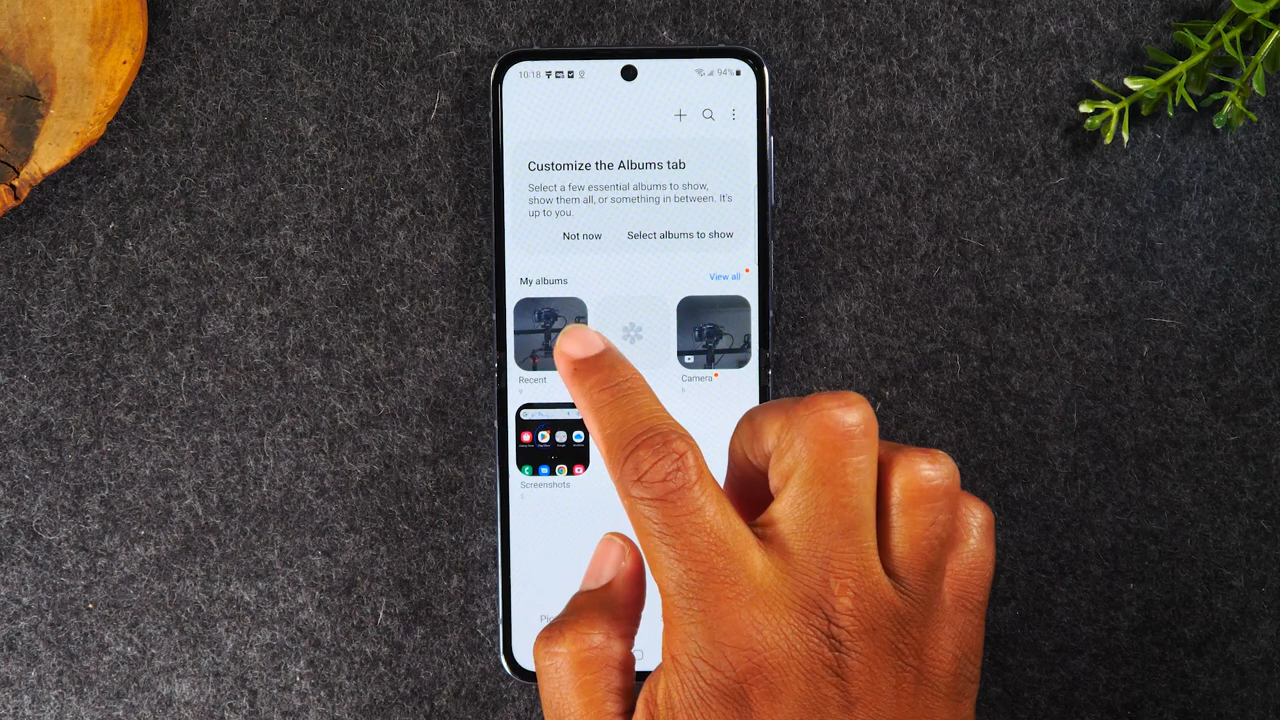 10:18
94%
Customize the Albums tab
Select a few essential albums to show,
show them all, or something in between. It's
up to you.
Not now Select albums to show
My albums View all
Recent Camera
Screenshots